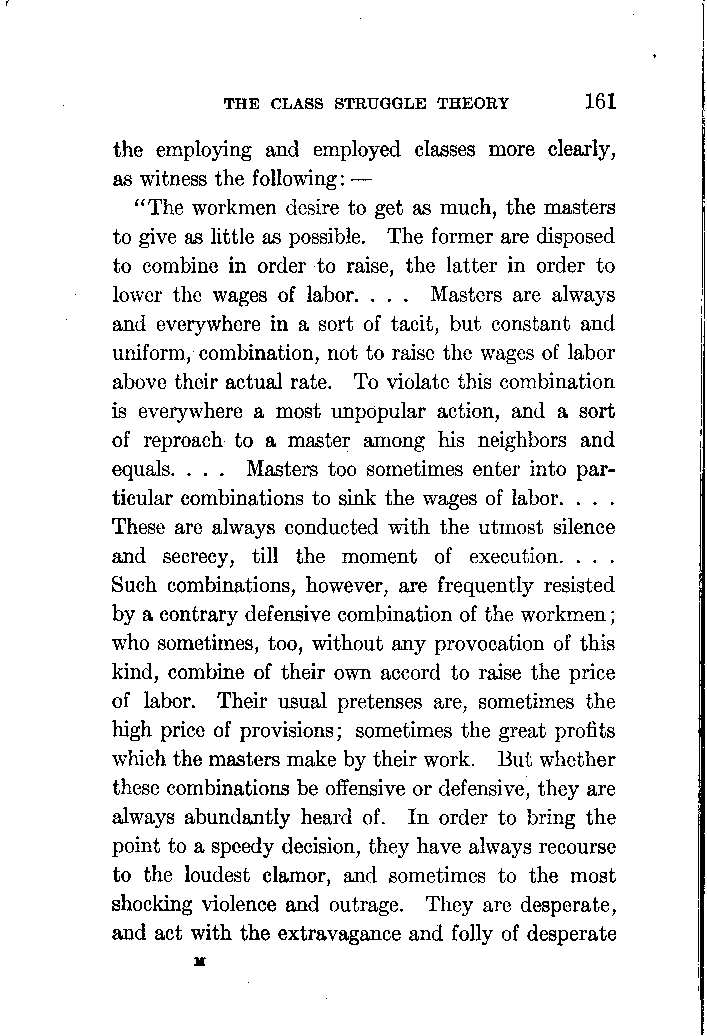 THE CLASS STRUGGLE THEORY 161
the employing and employed classes more clearly,
as witness the following: —
"The workmen desire to get as much, the masters
to give as little as possible. The former are disposed
to combine in order to raise, the latter in order to
lower the wages of labor. . . . Masters are always
and everywhere in a sort of tacit, but constant and
uniform, combination, not to raise the wages of labor
above their actual rate. To violate this combination
is everywhere a most unpopular action, and a sort
of reproach to a master among his neighbors and
equals. . . . Masters too sometimes enter into par-
ticular combinations to sink the wages of labor. . . .
These are always conducted with the utmost silence
and secrecy, till the moment of execution. . . .
Such combinations, however, are frequently resisted
by a contrary defensive combination of the workmen;
who sometimes, too, without any provocation of this
kind, combine of their own accord to raise the price
of labor. Their usual pretenses are, sometimes the
high price of provisions; sometimes the great profits
which the masters make by their work. But whether
these combinations be offensive or defensive, they are
always abundantly heard of. In order to bring the
point to a speedy decision, they have always recourse
to the loudest clamor, and sometimes to the most
shocking violence and outrage. They are desperate,
and act with the extravagance and folly of desperate
M